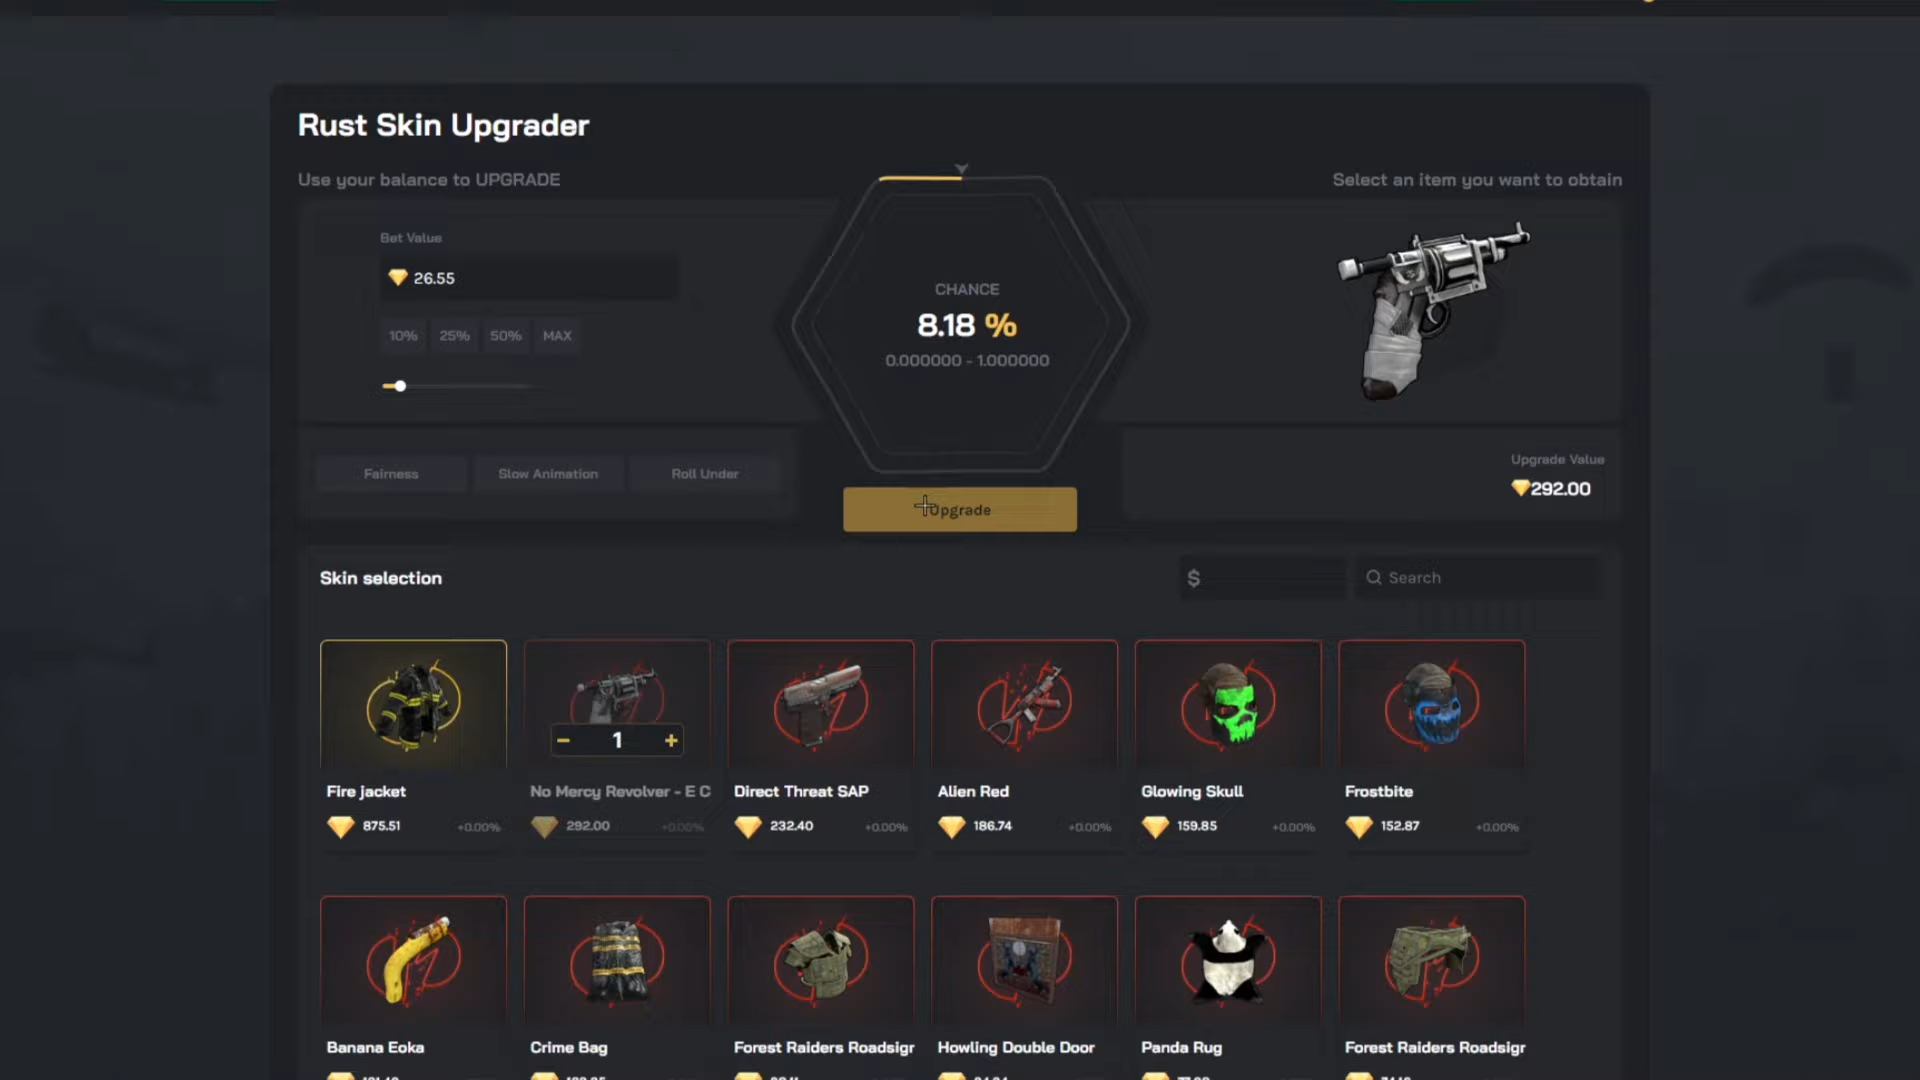 Rust Skin Upgrader
Use your balance to UPGRADE
Select an item you want to obtain
Bet Value
26.55
10% 25% 50% MAX
CHANCE
8.18 %
0.000000 - 1.000000
Fairness Slow Animation Roll Under
Upgrade Value
292.00
Upgrade
Skin selection
$
Search
1
Fire jacket
875.51 +0.00%
No Mercy Revolver - E C
292.00 +0.00%
Direct Threat SAP
232.40 +0.00%
Alien Red
186.74 +0.00%
Glowing Skull
159.85 +0.00%
Frostbite
152.87 +0.00%
Banana Eoka
Crime Bag
Forest Raiders Roadsigr
Howling Double Door
Panda Rug
Forest Raiders Roadsigr